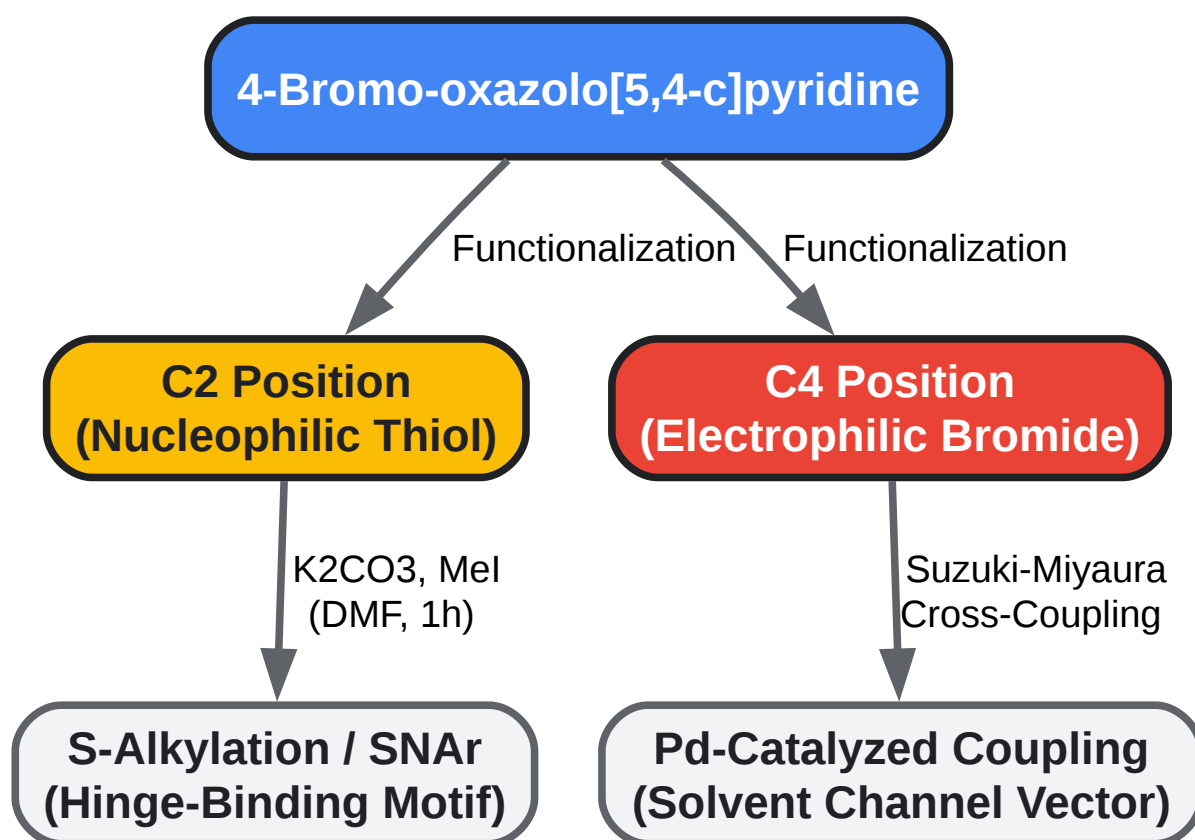 4-Bromo-oxazolo[5,4-c]pyridine
Functionalization
Functionalization
C2 Position
(Nucleophilic Thiol)
C4 Position
(Electrophilic Bromide)
K2CO3, MeI
(DMF, 1h)
Suzuki-Miyaura
Cross-Coupling
S-Alkylation / SNAr
(Hinge-Binding Motif)
Pd-Catalyzed Coupling
(Solvent Channel Vector)